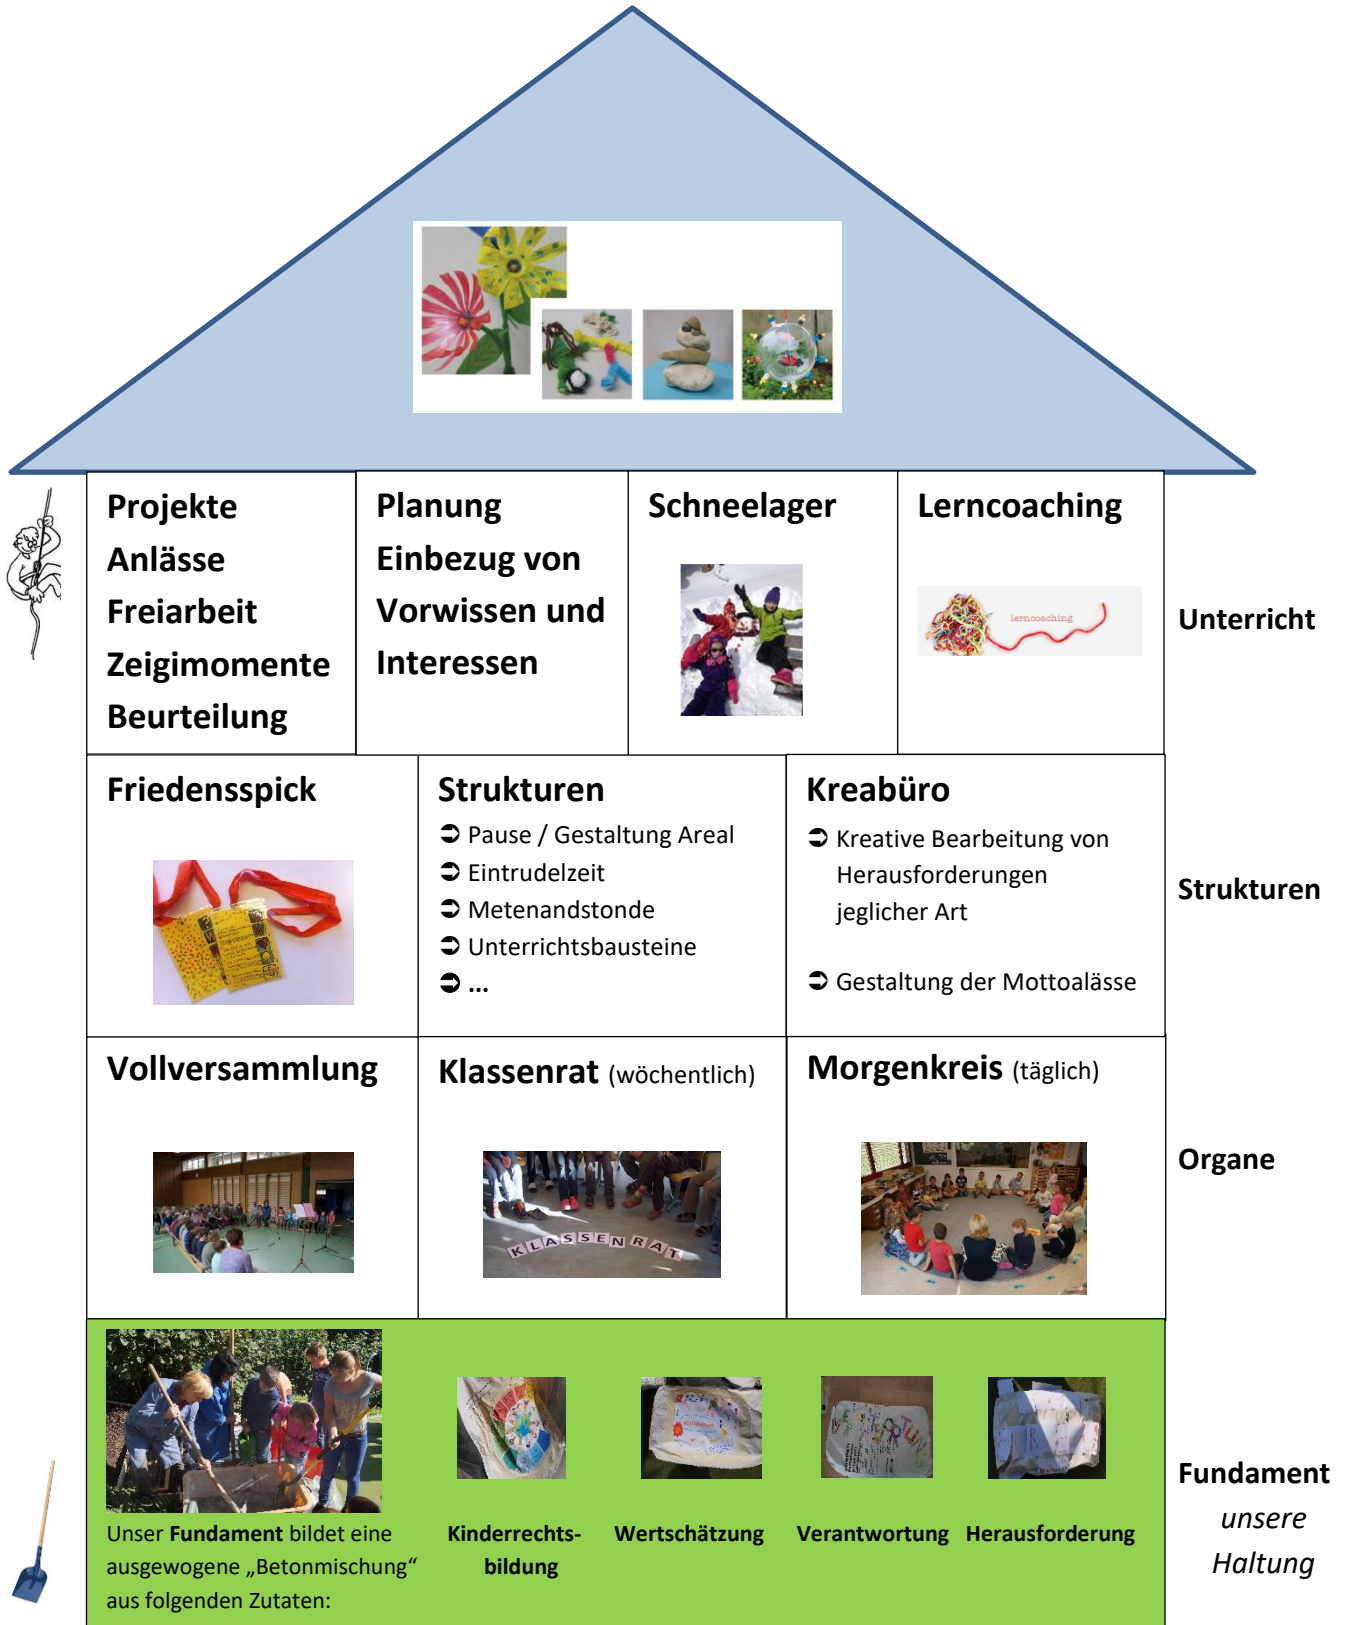 Projekte
Anlässe
Freiarbeit
Zeigimomente
Beurteilung
Planung
Einbezug von
Vorwissen und
Interessen
Schneelager
Lerncoaching
lerncoaching
Unterricht
Friedensspick
Strukturen
➲ Pause / Gestaltung Areal
➲ Eintrudelzeit
➲ Metenandstonde
➲ Unterrichtsbausteine
➲ ...
Kreabüro
➲ Kreative Bearbeitung von
Herausforderungen
jeglicher Art
➲ Gestaltung der Mottoalässe
Strukturen
Vollversammlung
Klassenrat (wöchentlich)
KLASSENRAT
Morgenkreis (täglich)
Organe
Unser Fundament bildet eine
ausgewogene „Betonmischung“
aus folgenden Zutaten:
Kinderrechts-
bildung
Wertschätzung
Verantwortung
Herausforderung
Fundament
unsere
Haltung